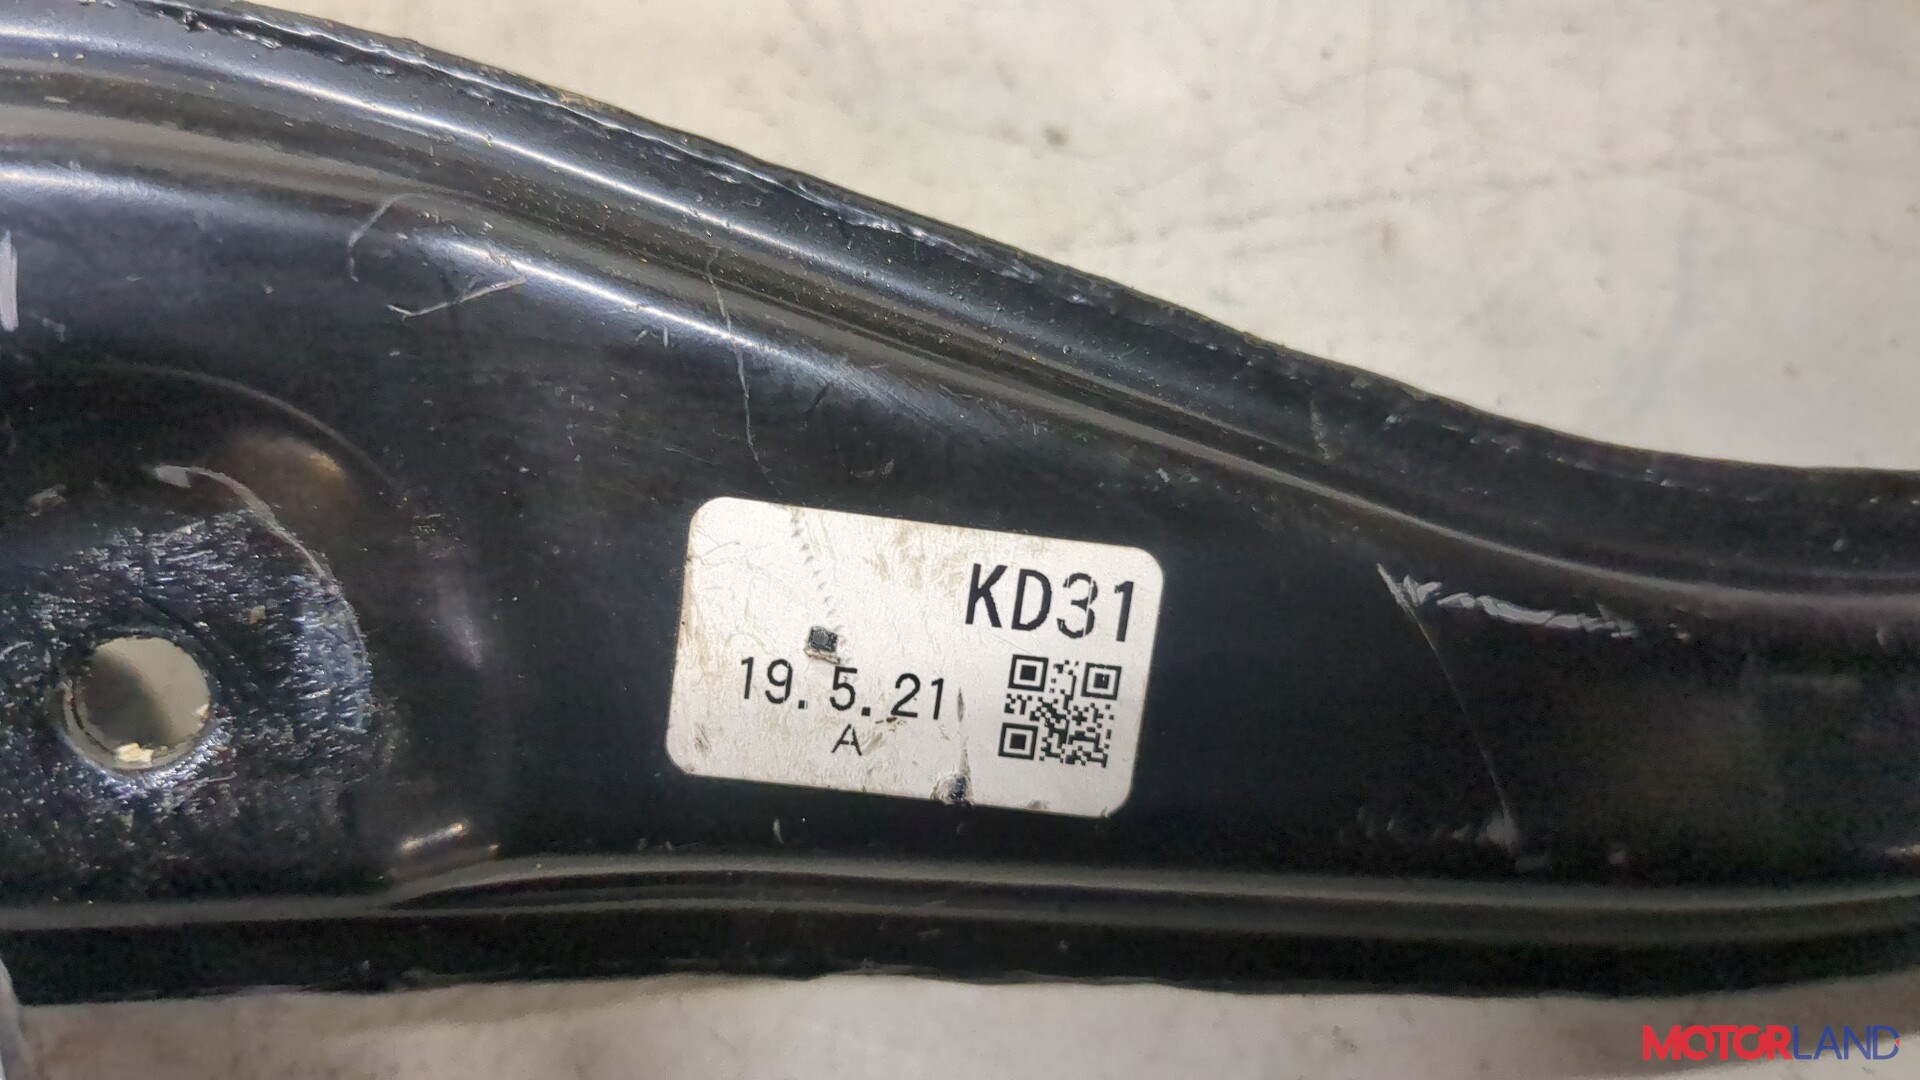 KD31
19.5.21
A
MOTORLAND